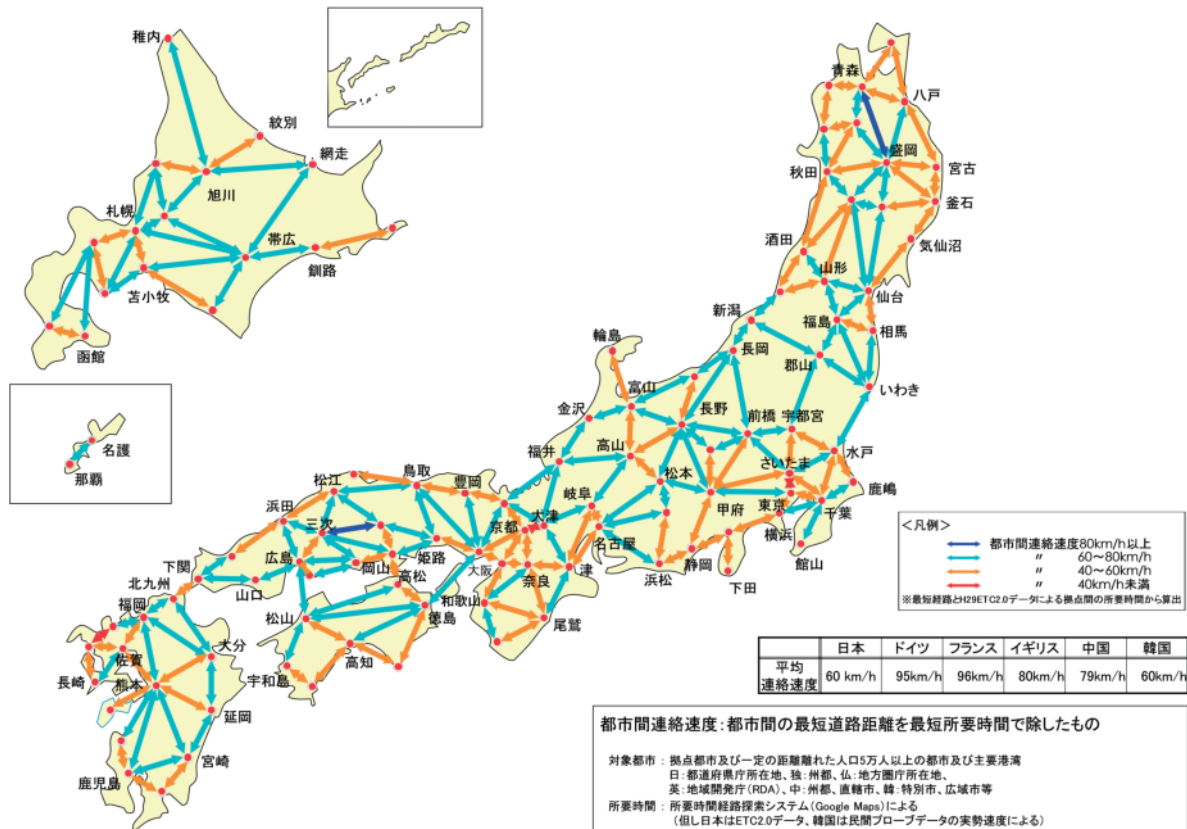 稚内
紋別
網走
旭川
札幌
帯広
釧路
苫小牧
函館
名護
那覇
青森
八戸
盛岡
宮古
秋田
釜石
気仙沼
酒田
山形
仙台
新潟
福島
相馬
長岡
郡山
いわき
輪島
富山
金沢
長野
前橋
宇都宮
水戸
福井
高山
さいたま
松本
鹿嶋
岐阜
甲府
東京
千葉
横浜
館山
名古屋
静岡
浜松
下田
松江
鳥取
豊岡
浜田
三次
京都
大津
広島
岡山
姫路
大阪
奈良
津
下関
山口
高松
和歌山
徳島
尾鷲
北九州
福岡
松山
高知
宇和島
大分
佐賀
長崎
熊本
延岡
宮崎
鹿児島
<凡例>
都市間連絡速度80km/h以上
〃 60～80km/h
〃 40～60km/h
〃 40km/h未満
※最短経路とH29ETC2.0データによる拠点間の所要時間から算出
日本 ドイツ フランス イギリス 中国 韓国
平均連絡速度 60 km/h 95km/h 96km/h 80km/h 79km/h 60km/h
都市間連絡速度：都市間の最短道路距離を最短所要時間で除したもの
対象都市：拠点都市及び一定の距離離れた人口5万人以上の都市及び主要港湾
日：都道府県庁所在地、独：州都、仏：地方圏庁所在地、
英：地域開発庁（RDA）、中：州都、直轄市、韓：特別市、広域市等
所要時間：所要時間経路探索システム（Google Maps）による
（但し日本はETC2.0データ、韓国は民間プローブデータの実勢速度による）